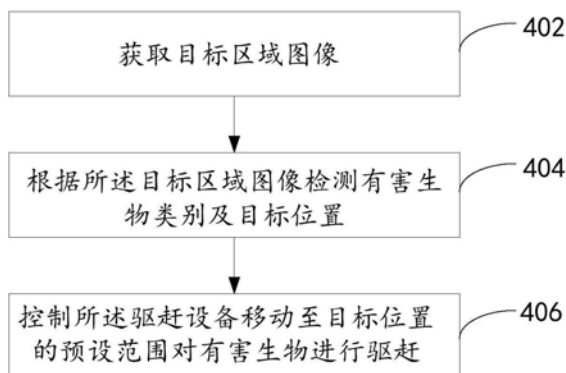 获取目标区域图像
402
根据所述目标区域图像检测有害生
物类别及目标位置
404
控制所述驱赶设备移动至目标位置
的预设范围对有害生物进行驱赶
406